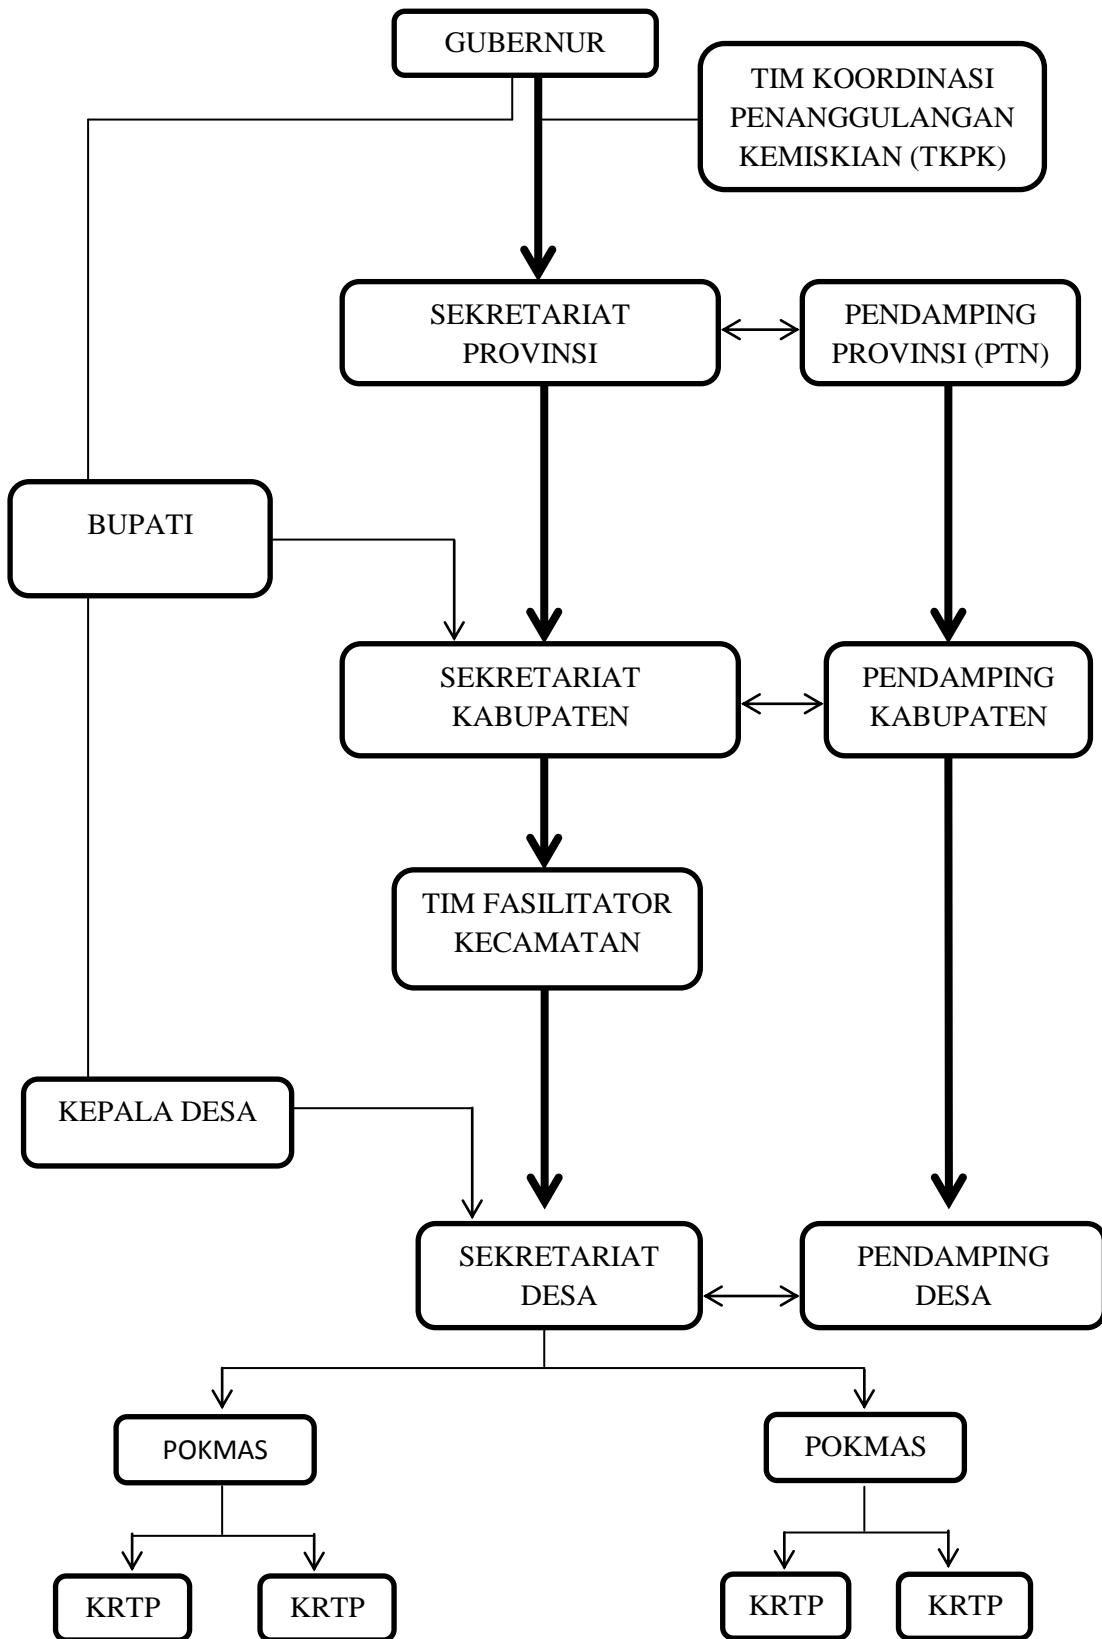 GUBERNUR
TIM KOORDINASI
PENANGGULANGAN
KEMISKIAN (TKPK)
SEKRETARIAT
PROVINSI
PENDAMPING
PROVINSI (PTN)
BUPATI
SEKRETARIAT
KABUPATEN
PENDAMPING
KABUPATEN
TIM FASILITATOR
KECAMATAN
KEPALA DESA
SEKRETARIAT
DESA
PENDAMPING
DESA
POKMAS
POKMAS
KRTP
KRTP
KRTP
KRTP